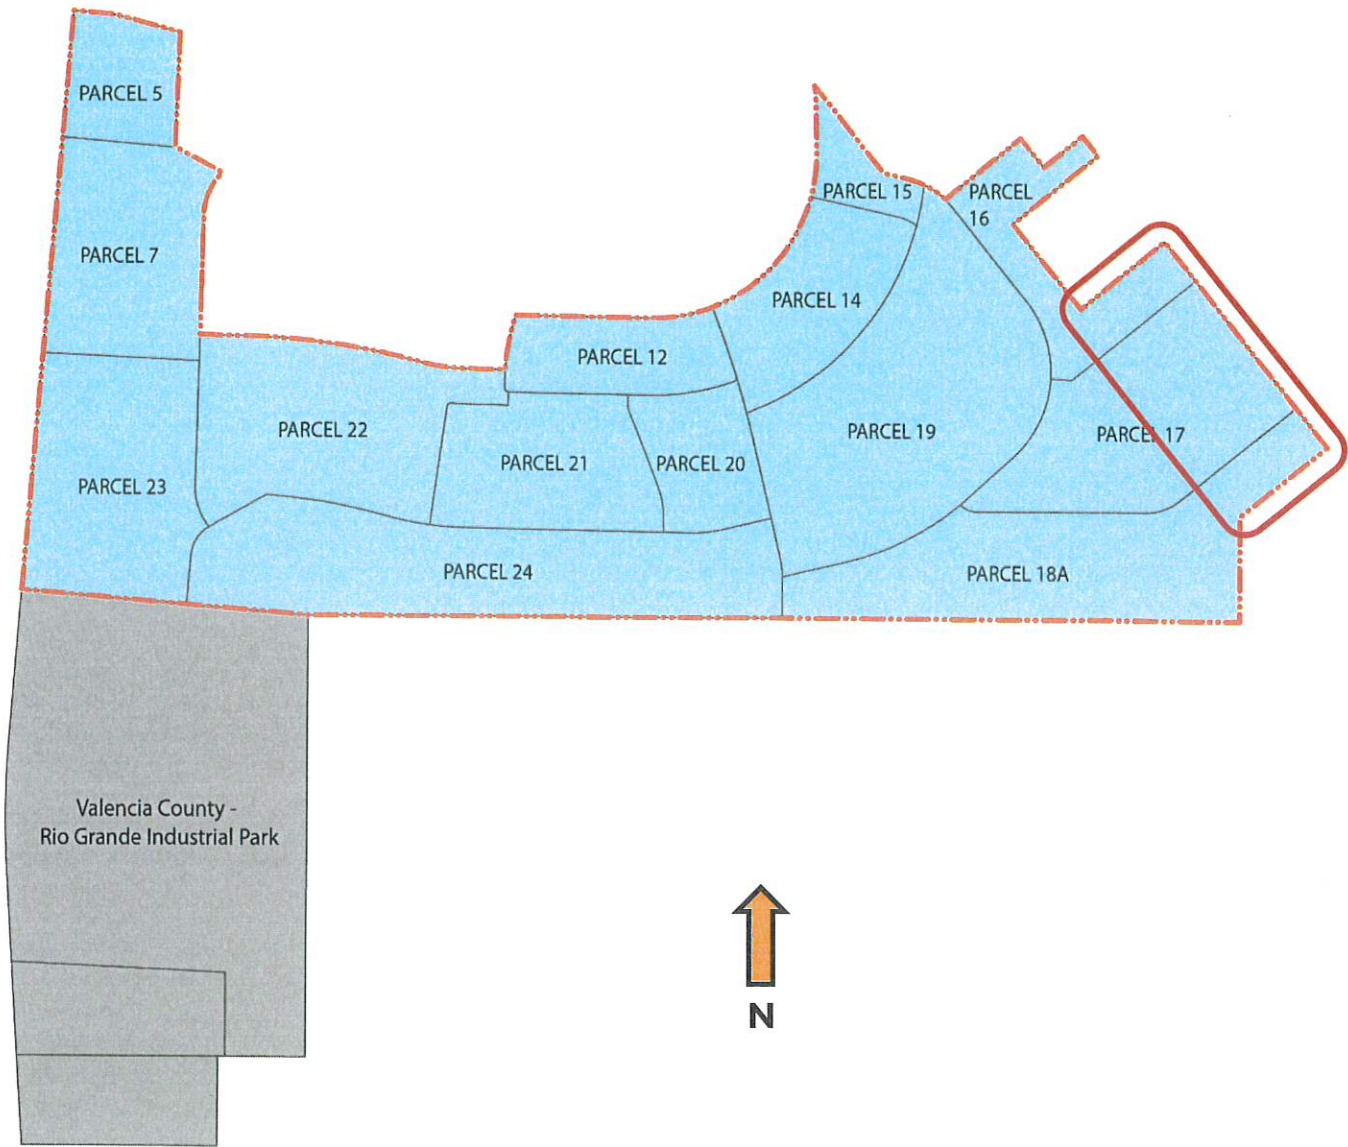 PARCEL 5
PARCEL 7
PARCEL 15
PARCEL
16
PARCEL 14
PARCEL 12
PARCEL 22
PARCEL 19
PARCEL 17
PARCEL 21
PARCEL 20
PARCEL 23
PARCEL 24
PARCEL 18A
Valencia County -
Rio Grande Industrial Park
N